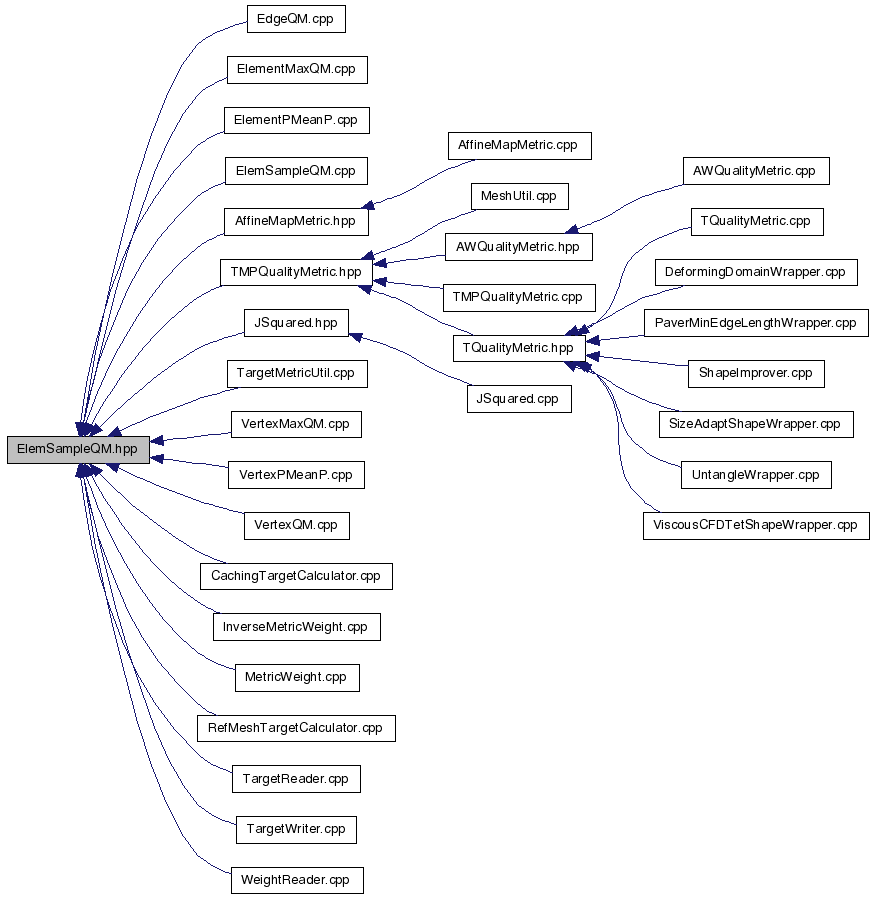 EdgeQM.cpp
ElementMaxQM.cpp
ElementPMeanP.cpp
ElemSampleQM.cpp
AffineMapMetric.hpp
TMPQualityMetric.hpp
JSquared.hpp
TargetMetricUtil.cpp
VertexMaxQM.cpp
ElemSampleQM.hpp
VertexPMeanP.cpp
VertexQM.cpp
CachingTargetCalculator.cpp
InverseMetricWeight.cpp
MetricWeight.cpp
RefMeshTargetCalculator.cpp
TargetReader.cpp
TargetWriter.cpp
WeightReader.cpp
AffineMapMetric.cpp
MeshUtil.cpp
AWQualityMetric.hpp
TMPQualityMetric.cpp
TQualityMetric.hpp
JSquared.cpp
AWQualityMetric.cpp
TQualityMetric.cpp
DeformingDomainWrapper.cpp
PaverMinEdgeLengthWrapper.cpp
ShapeImprover.cpp
SizeAdaptShapeWrapper.cpp
UntangleWrapper.cpp
ViscousCFDTetShapeWrapper.cpp